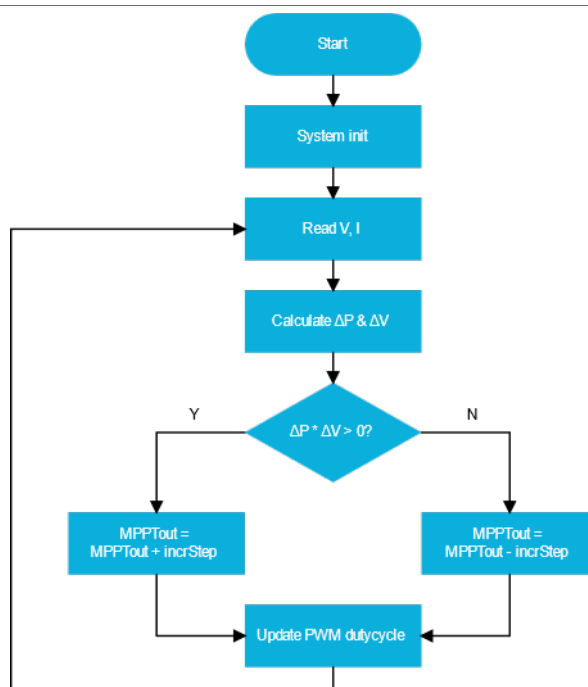 Start
System init
Read V, I
Calculate ΔP & ΔV
ΔP * ΔV > 0?
Y
N
MPPTout =
MPPTout + incrStep
MPPTout =
MPPTout - incrStep
Update PWM dutycycle